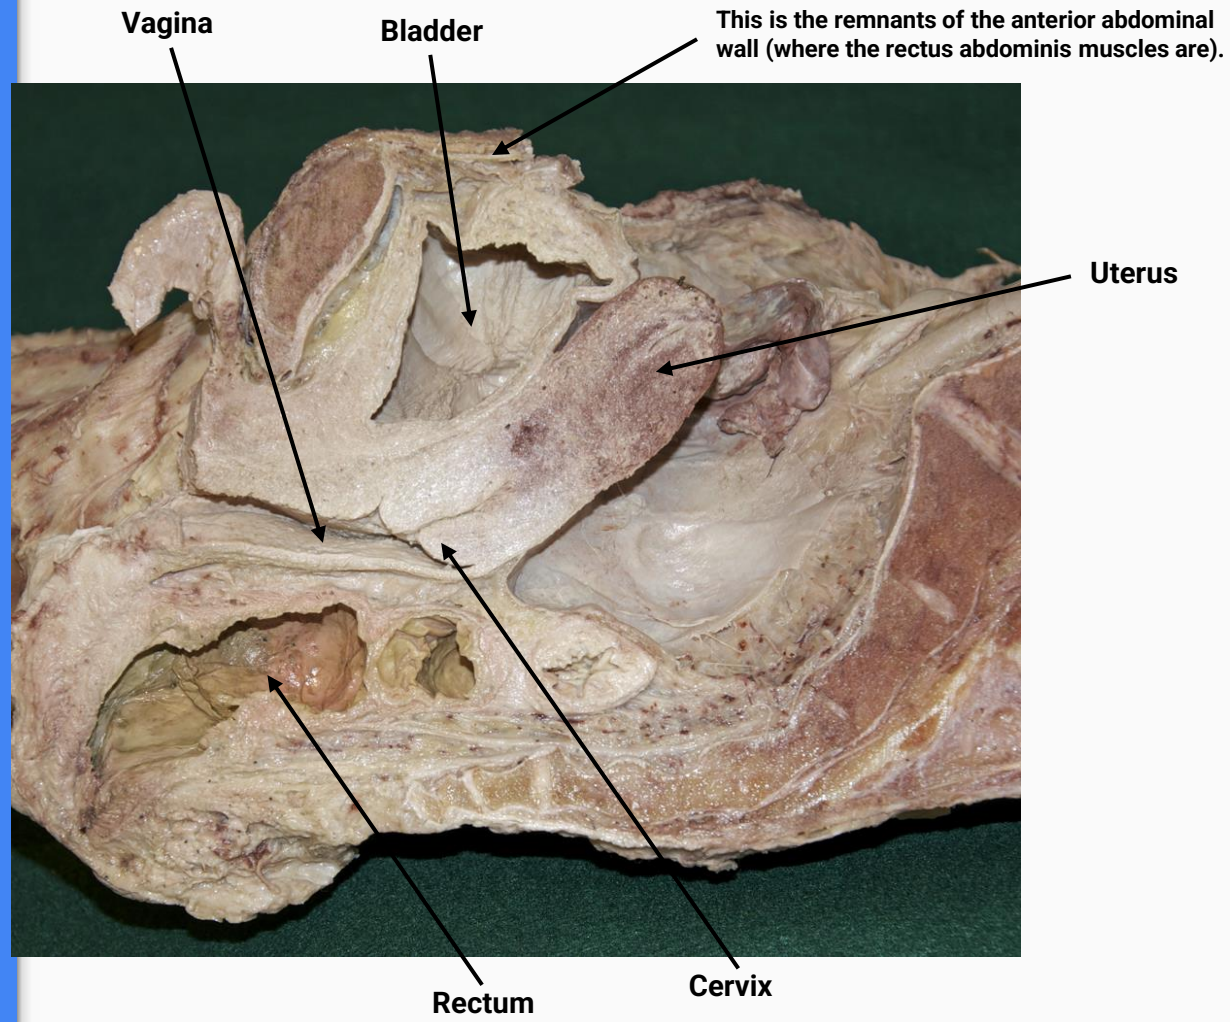 Vagina
Bladder
This is the remnants of the anterior abdominal
wall (where the rectus abdominis muscles are).
Uterus
Cervix
Rectum